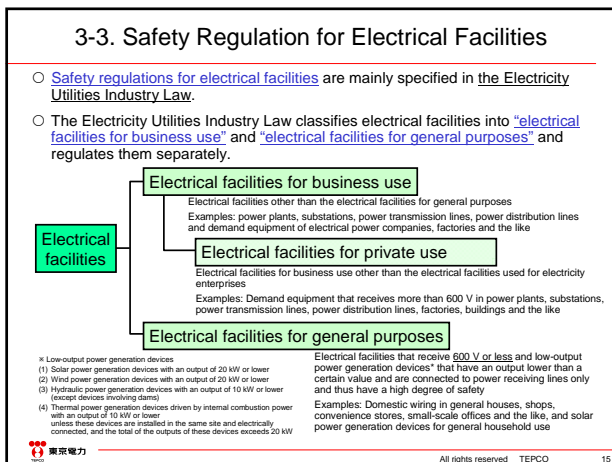 3-3. Safety Regulation for Electrical Facilities
○ Safety regulations for electrical facilities are mainly specified in the Electricity
Utilities Industry Law.
○ The Electricity Utilities Industry Law classifies electrical facilities into “electrical
facilities for business use” and “electrical facilities for general purposes” and
regulates them separately.
Electrical
facilities
Electrical facilities for business use
Electrical facilities other than the electrical facilities for general purposes
Examples: power plants, substations, power transmission lines, power distribution lines
and demand equipment of electrical power companies, factories and the like
Electrical facilities for private use
Electrical facilities for business use other than the electrical facilities used for electricity
enterprises
Examples: Demand equipment that receives more than 600 V in power plants, substations,
power transmission lines, power distribution lines, factories, buildings and the like
Electrical facilities for general purposes
Electrical facilities that receive 600 V or less and low-output
power generation devices* that have an output lower than a
certain value and are connected to power receiving lines only
and thus have a high degree of safety
Examples: Domestic wiring in general houses, shops,
convenience stores, small-scale offices and the like, and solar
power generation devices for general household use
※ Low-output power generation devices
(1) Solar power generation devices with an output of 20 kW or lower
(2) Wind power generation devices with an output of 20 kW or lower
(3) Hydraulic power generation devices with an output of 10 kW or lower
(except devices involving dams)
(4) Thermal power generation devices driven by internal combustion power
with an output of 10 kW or lower
unless these devices are installed in the same site and electrically
connected, and the total of the outputs of these devices exceeds 20 kW
東京電力
TEPCO
All rights reserved TEPCO 15